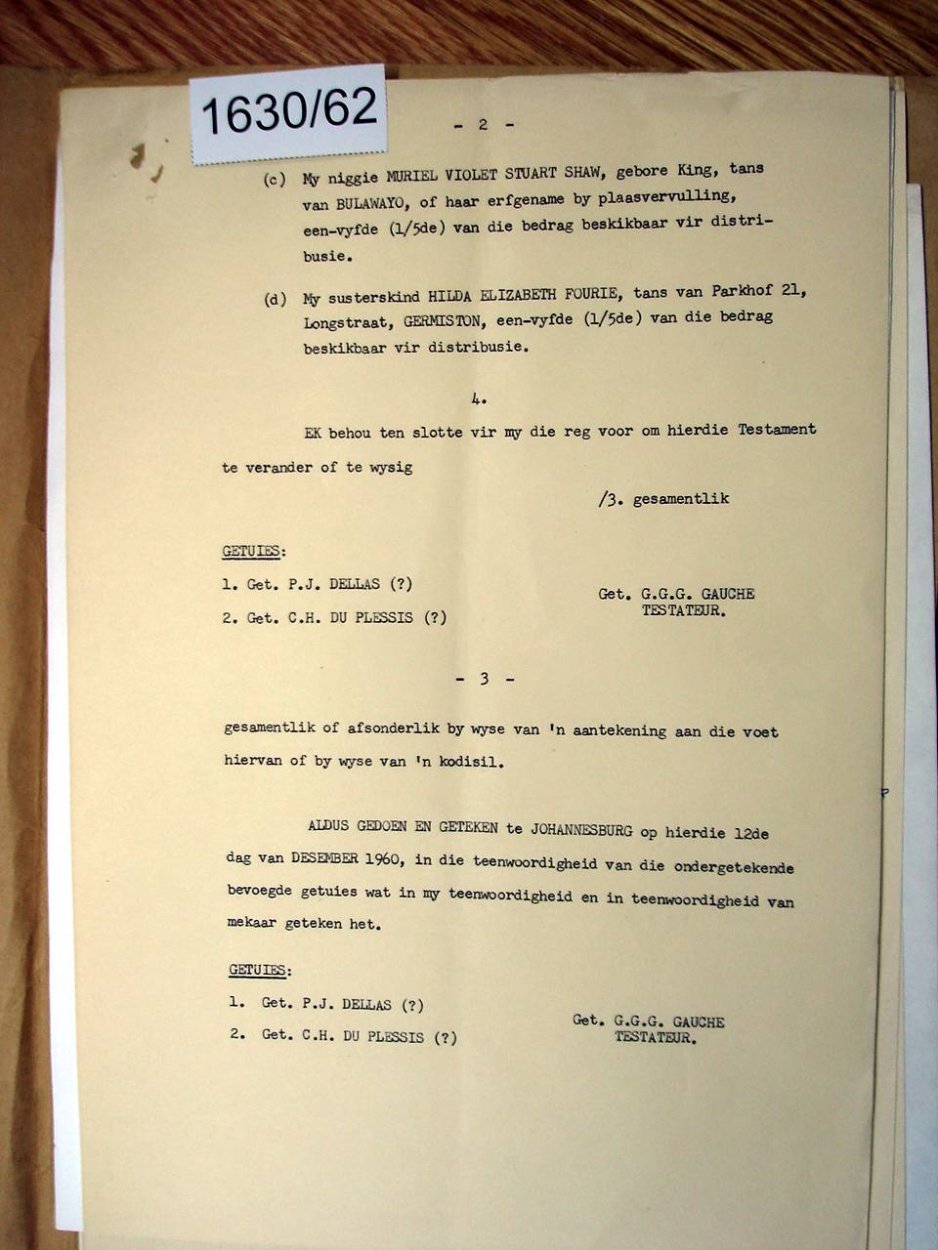 1630/62
- 2 -
(c) My niggie MURIEL VIOLET STUART SHAW, gebore King, tans
van BULAWAYO, of haar erfgename by plaasvervulling,
een-vyfde (1/5de) van die bedrag beskikbaar vir distri-
busie.
(d) My susterskind HILDA ELIZABETH FOURIE, tans van Parkhof 21,
Longstraat, GERMISTON, een-vyfde (1/5de) van die bedrag
beskikbaar vir distribusie.
4.
EK behou ten slotte vir my die reg voor om hierdie Testament
te verander of te wysig
/3. gesamentlik
GETUIES:
1. Get. P.J. DELLAS (?)
2. Get. C.H. DU PLESSIS (?)
Get. G.G.G. GAUCHE
TESTATEUR.
- 3 -
gesamentlik of afsonderlik by wyse van 'n aantekening aan die voet
hiervan of by wyse van 'n kodisil.
ALDUS GEDOEN EN GETEKEN te JOHANNESBURG op hierdie 12de
dag van DESEMBER 1960, in die teenwoordigheid van die ondergetekende
bevoegde getuies wat in my teenwoordigheid en in teenwoordigheid van
mekaar geteken het.
GETUIES:
1. Get. P.J. DELLAS (?)
2. Get. C.H. DU PLESSIS (?)
Get. G.G.G. GAUCHE
TESTATEUR.